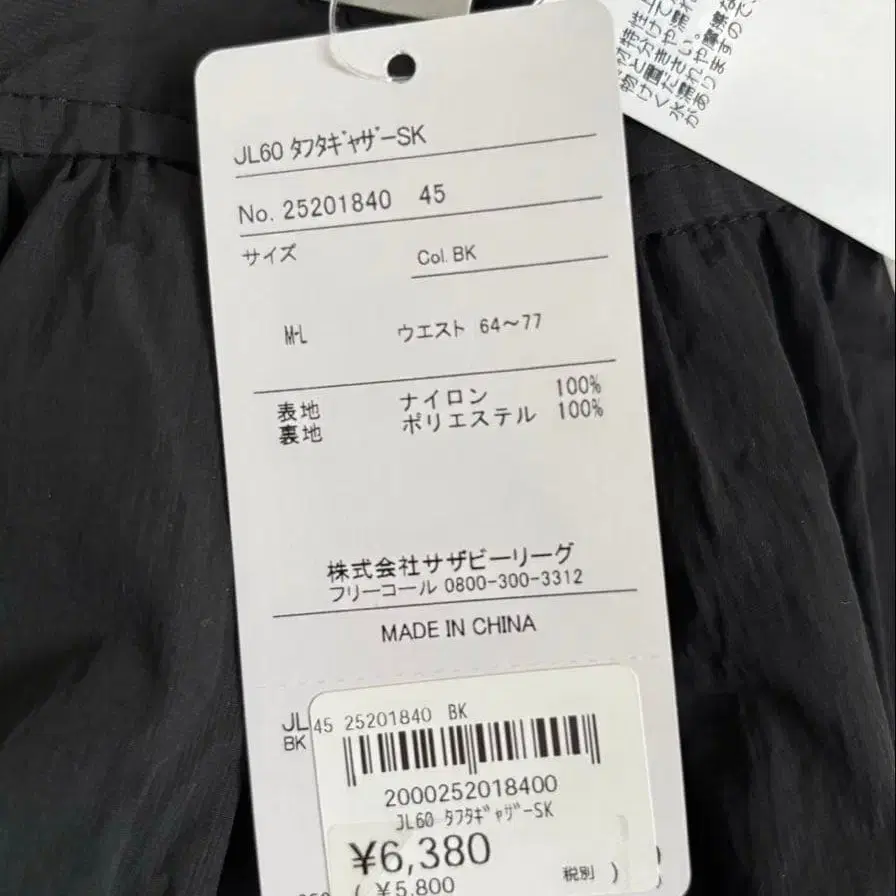 JL60 ﾀﾌﾀｷﾞｬｻﾞｰSK
No. 25201840 45
サイズ Col. BK
M-L ウエスト 64～77
表地 ナイロン 100%
裏地 ポリエステル 100%
株式会社サザビーリーグ
フリーコール 0800-300-3312
MADE IN CHINA
JL
BK
45 25201840 BK
2000252018400
JL60 ﾀﾌﾀｷﾞｬｻﾞｰSK
¥6,380
( ¥5,800 税別 )